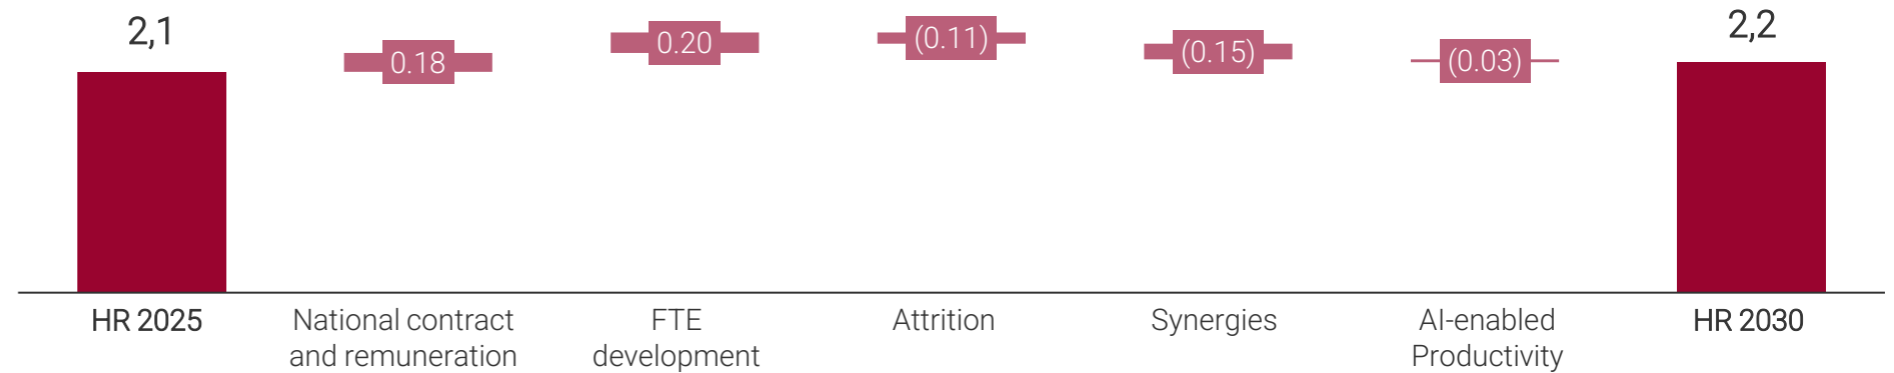 2,1
0.18
0.20
(0.11)
(0.15)
(0.03)
2,2
HR 2025
National contract
and remuneration
FTE
development
Attrition
Synergies
AI-enabled
Productivity
HR 2030